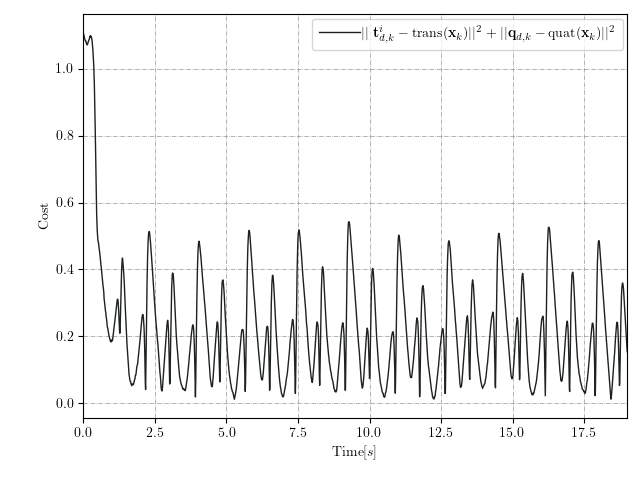 || t^i_{d,k} − trans(x_k)||^2 + ||q_{d,k} − quat(x_k)||^2
1.0
0.8
0.6
0.4
0.2
0.0
Cost
0.0 2.5 5.0 7.5 10.0 12.5 15.0 17.5
Time[s]